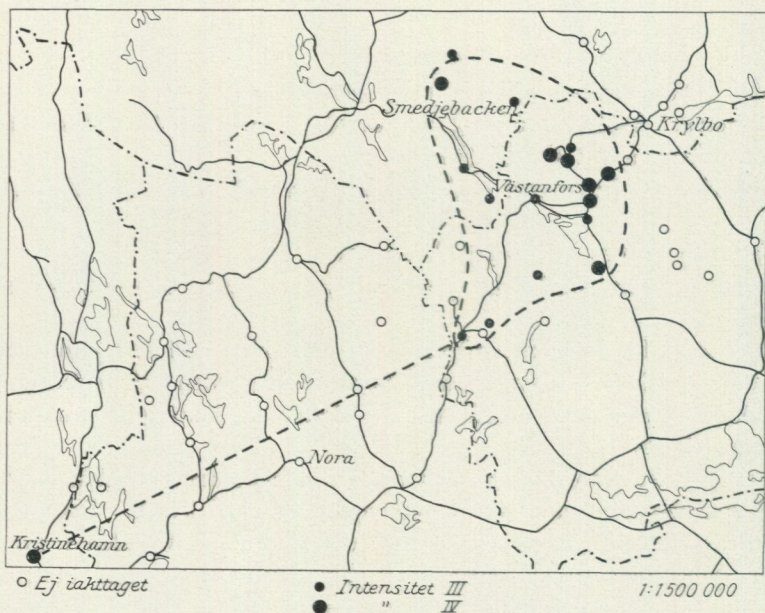 Smedjebacken
Krylbo
Västanfors
Nora
Kristinehamn
Ej iakttaget
Intensitet III
" IV
1:1500 000